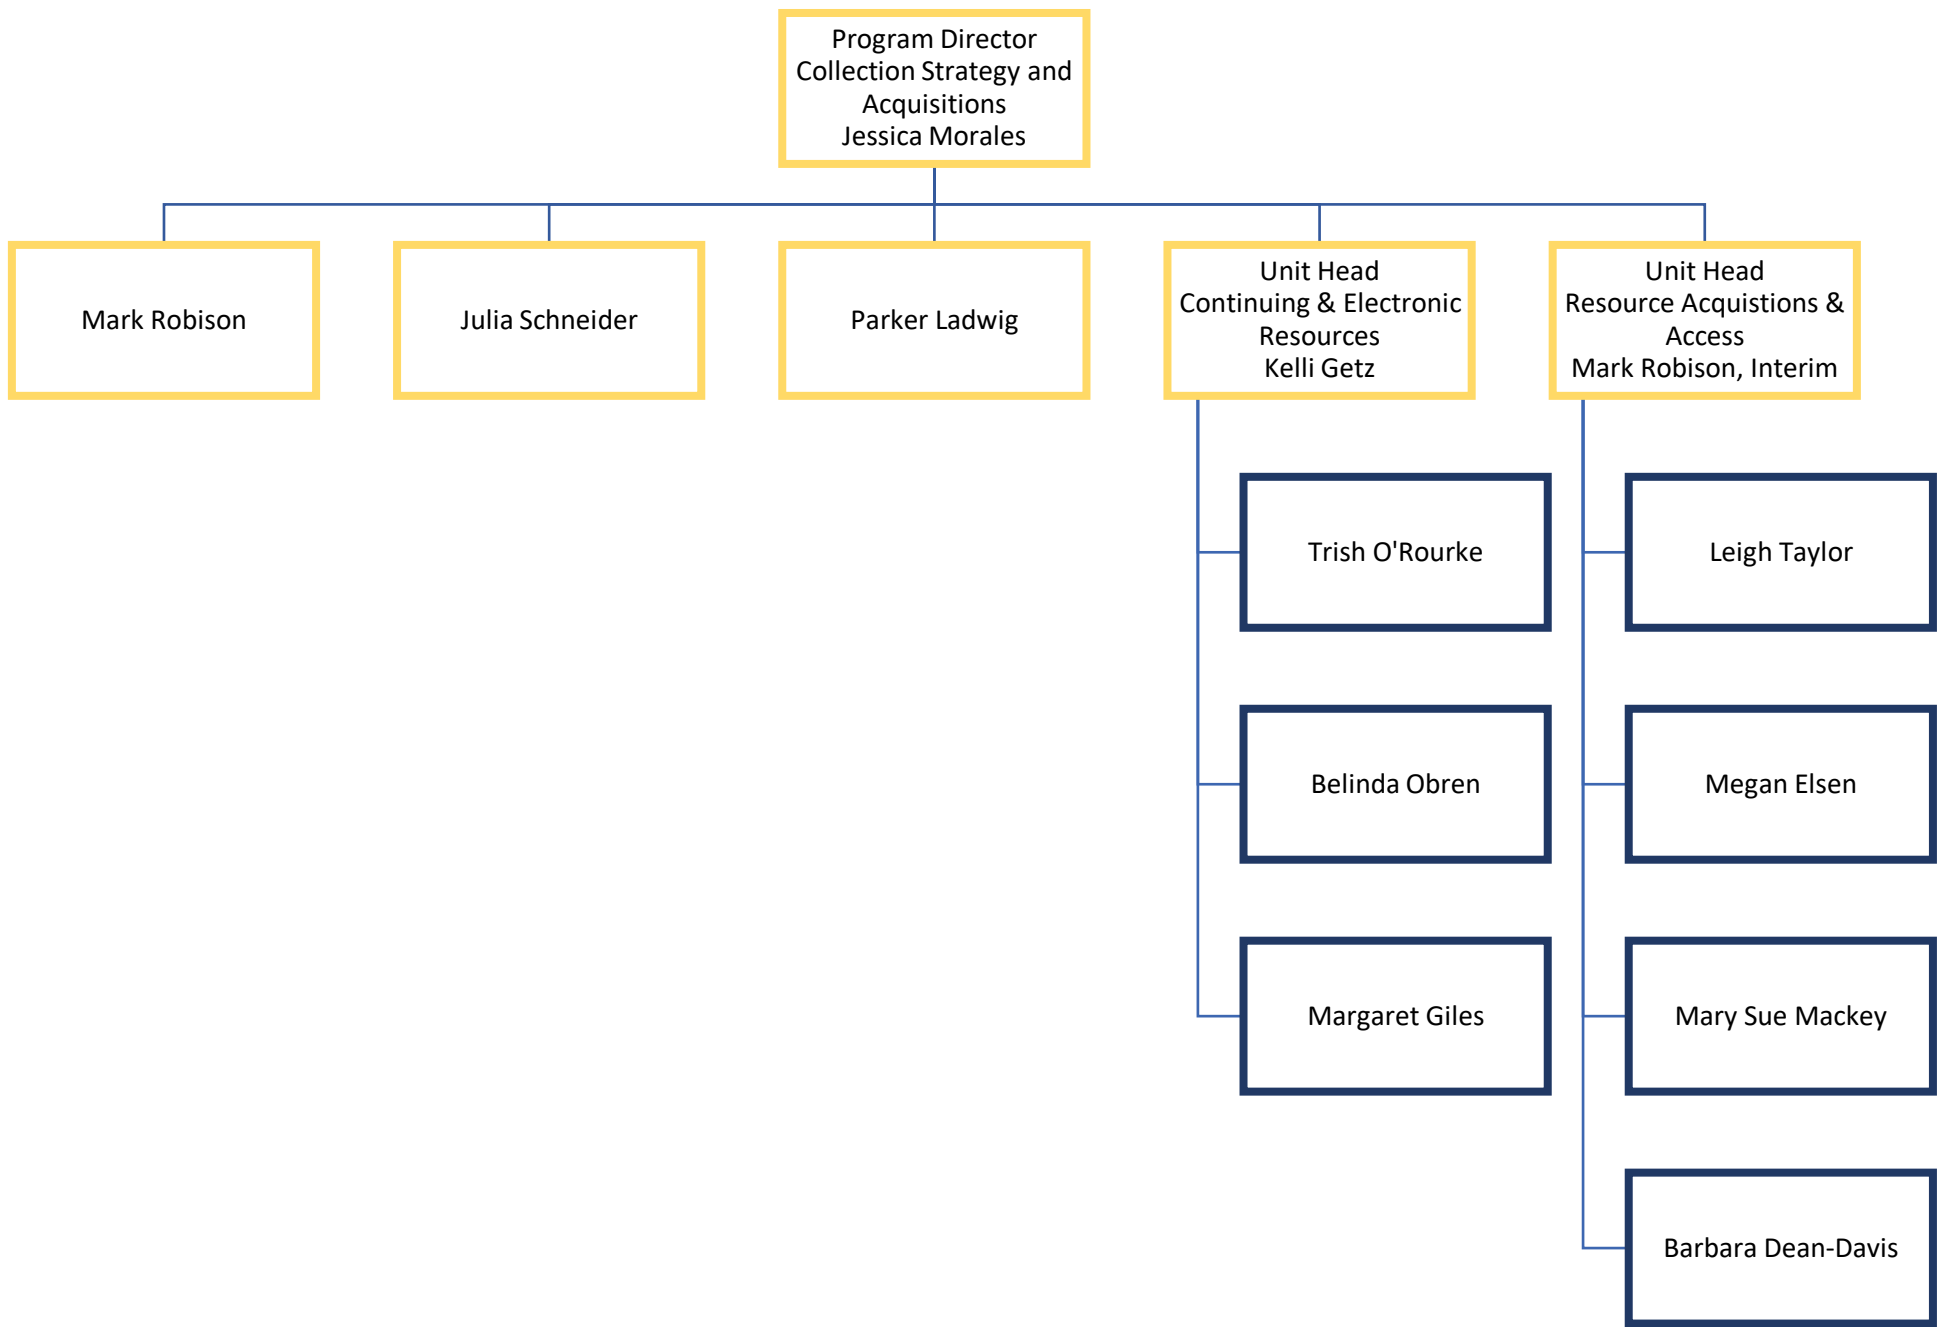 Program Director
Collection Strategy and
Acquisitions
Jessica Morales
Mark Robison
Julia Schneider
Parker Ladwig
Unit Head
Continuing & Electronic
Resources
Kelli Getz
Unit Head
Resource Acquistions &
Access
Mark Robison, Interim
Trish O'Rourke
Leigh Taylor
Belinda Obren
Megan Elsen
Margaret Giles
Mary Sue Mackey
Barbara Dean-Davis